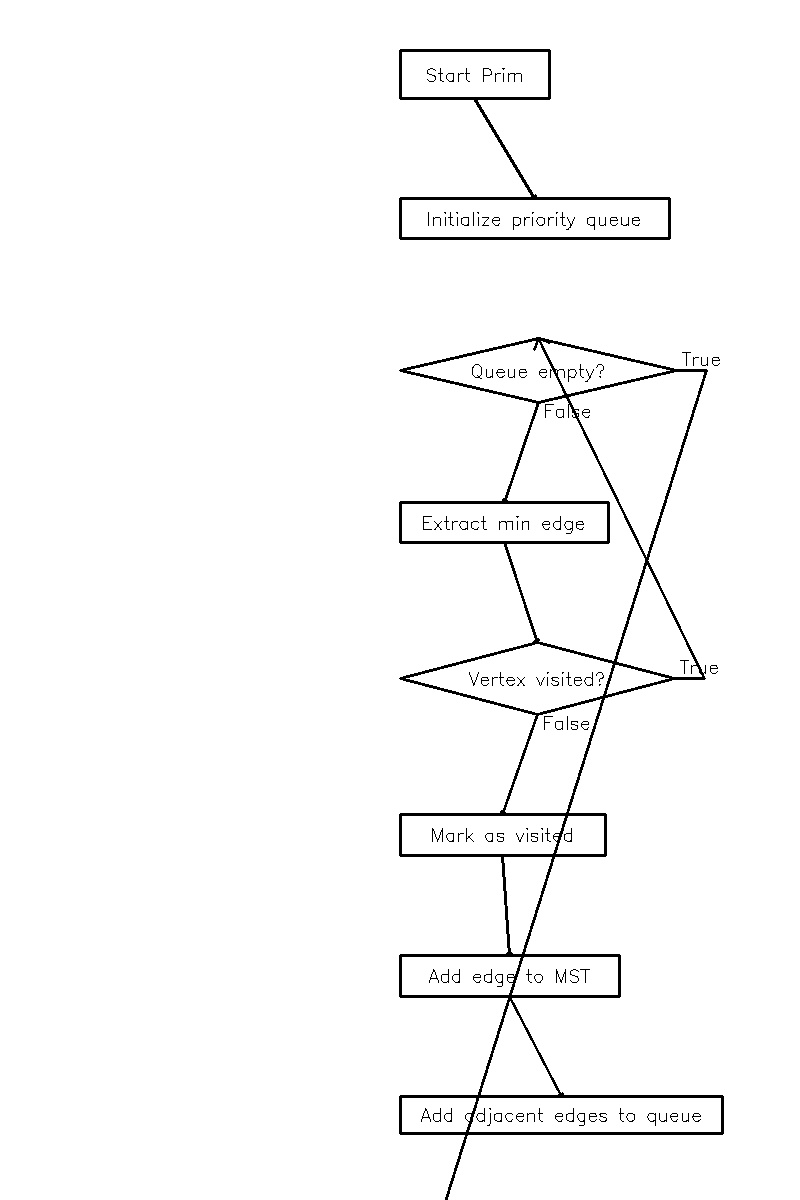 Start Prim
Initialize priority queue
True
Queue empty?
False
Extract min edge
True
Vertex visited?
False
Mark as visited
Add edge to MST
Add adjacent edges to queue